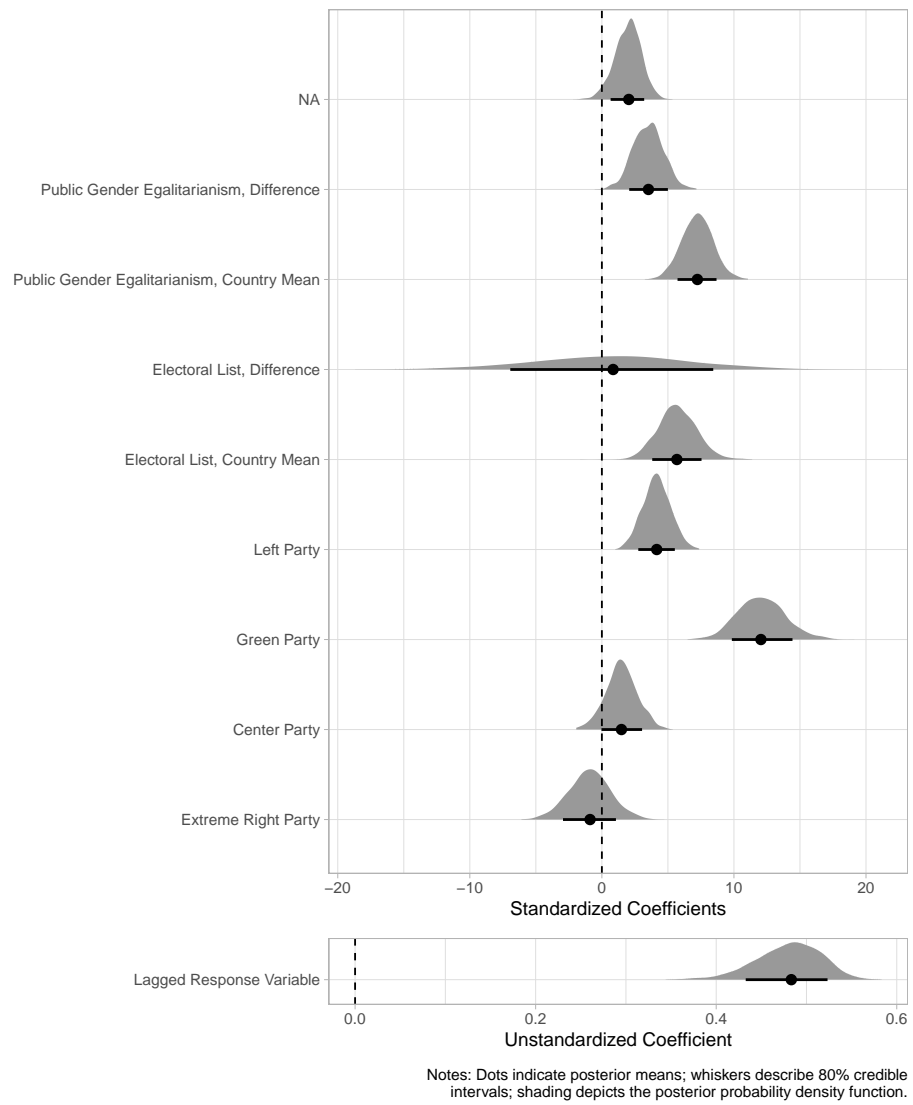 NA
Public Gender Egalitarianism, Difference
Public Gender Egalitarianism, Country Mean
Electoral List, Difference
Electoral List, Country Mean
Left Party
Green Party
Center Party
Extreme Right Party
−20 −10 0 10 20
Standardized Coefficients
Lagged Response Variable
0.0 0.2 0.4 0.6
Unstandardized Coefficient
Notes: Dots indicate posterior means; whiskers describe 80% credible
intervals; shading depicts the posterior probability density function.